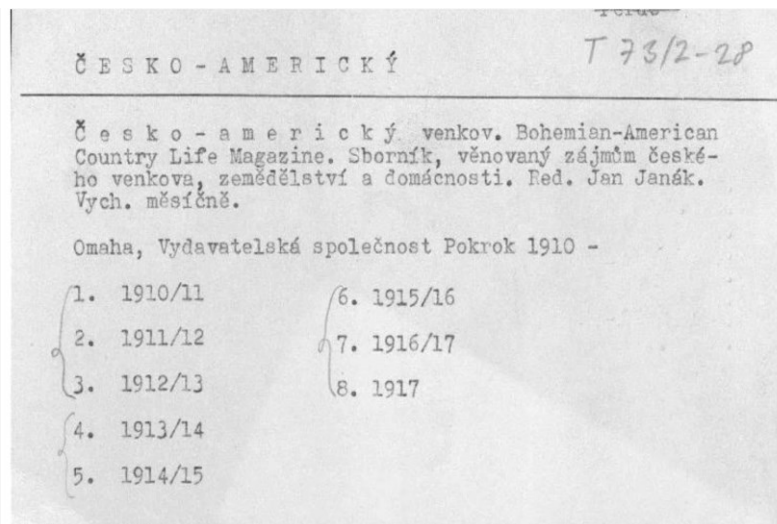 T 73/2-28
ČESKO-AMERICKÝ
Česko-americký venkov. Bohemian-American
Country Life Magazine. Sborník, věnovaný zájmům české-
ho venkova, zemědělství a domácnosti. Red. Jan Janák.
Vych. měsíčně.
Omaha, Vydavatelská společnost Pokrok 1910 -
1. 1910/11
2. 1911/12
3. 1912/13
4. 1913/14
5. 1914/15
6. 1915/16
7. 1916/17
8. 1917